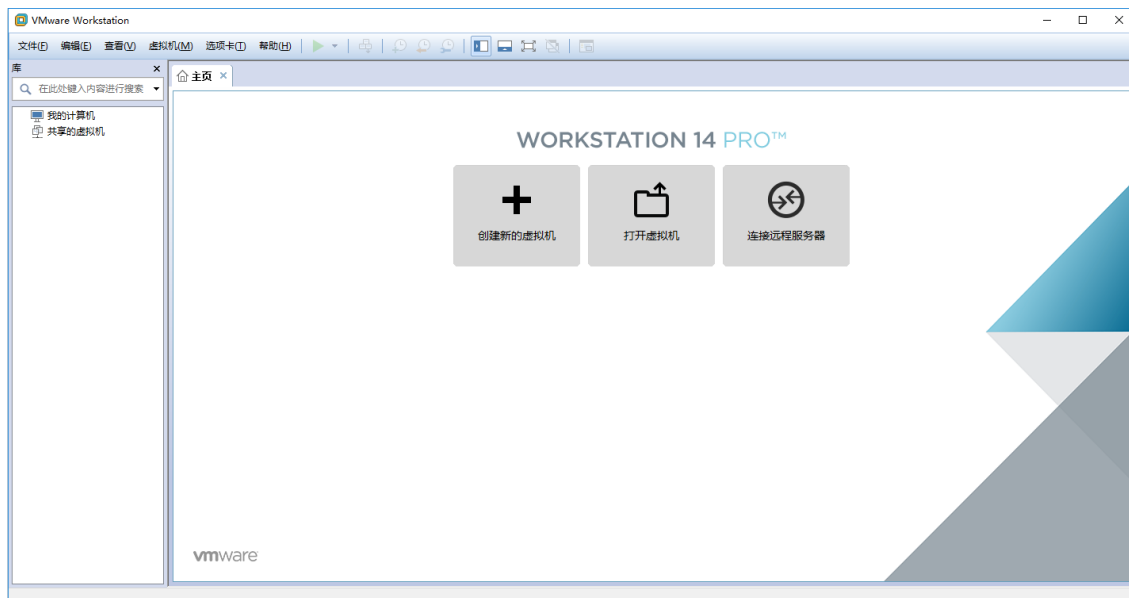 VMware Workstation
文件(F) 编辑(E) 查看(V) 虚拟机(M) 选项卡(T) 帮助(H)
库
主页
在此处键入内容进行搜索
我的计算机
共享的虚拟机
WORKSTATION 14 PRO™
创建新的虚拟机 打开虚拟机 连接远程服务器
vmware